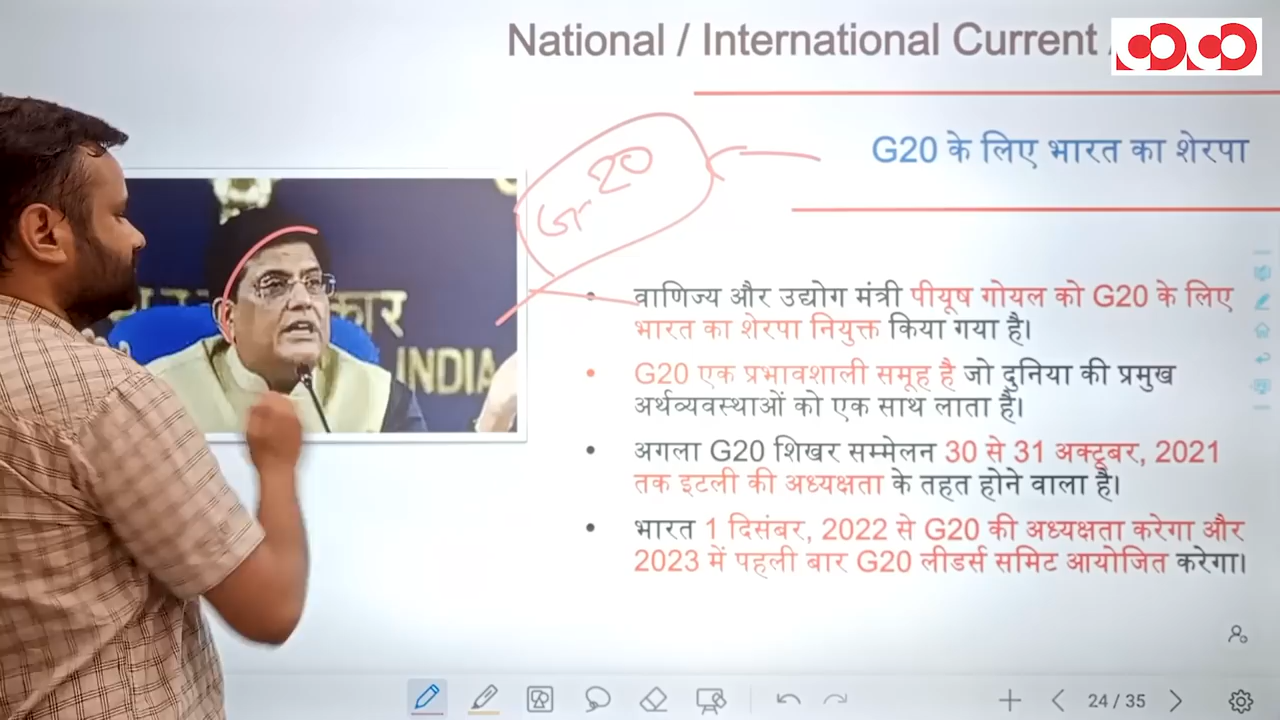 National / International Current
G20 के लिए भारत का शेरपा
G 20
कार
INDIA
• वाणिज्य और उद्योग मंत्री पीयूष गोयल को G20 के लिए
भारत का शेरपा नियुक्त किया गया है।
• G20 एक प्रभावशाली समूह है जो दुनिया की प्रमुख
अर्थव्यवस्थाओं को एक साथ लाता है।
• अगला G20 शिखर सम्मेलन 30 से 31 अक्टूबर, 2021
तक इटली की अध्यक्षता के तहत होने वाला है।
• भारत 1 दिसंबर, 2022 से G20 की अध्यक्षता करेगा और
2023 में पहली बार G20 लीडर्स समिट आयोजित करेगा।
24 / 35